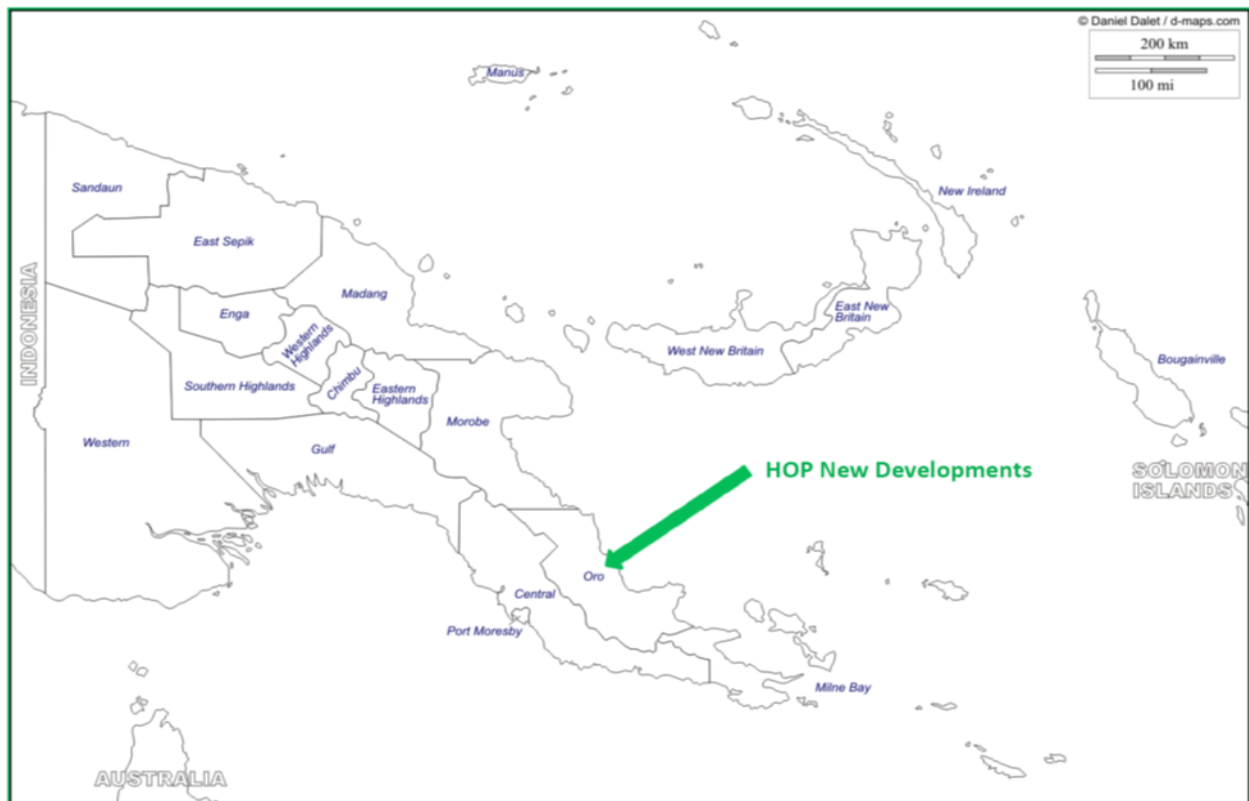 © Daniel Dalet / d-maps.com
200 km
100 mi
Manus
Sandaun
New Ireland
East Sepik
INDONESIA
Madang
Enga
East New
Britain
Western
Highlands
West New Britain
Bougainville
Southern Highlands
Chimbu
Eastern
Highlands
Morobe
Western
Gulf
HOP New Developments
SOLOMON
ISLANDS
Oro
Central
Port Moresby
Milne Bay
AUSTRALIA